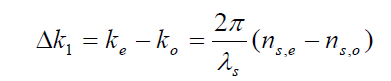 Δk₁ = kₑ − kₒ = 2π/λₛ (nₛ,ₑ − nₛ,ₒ)